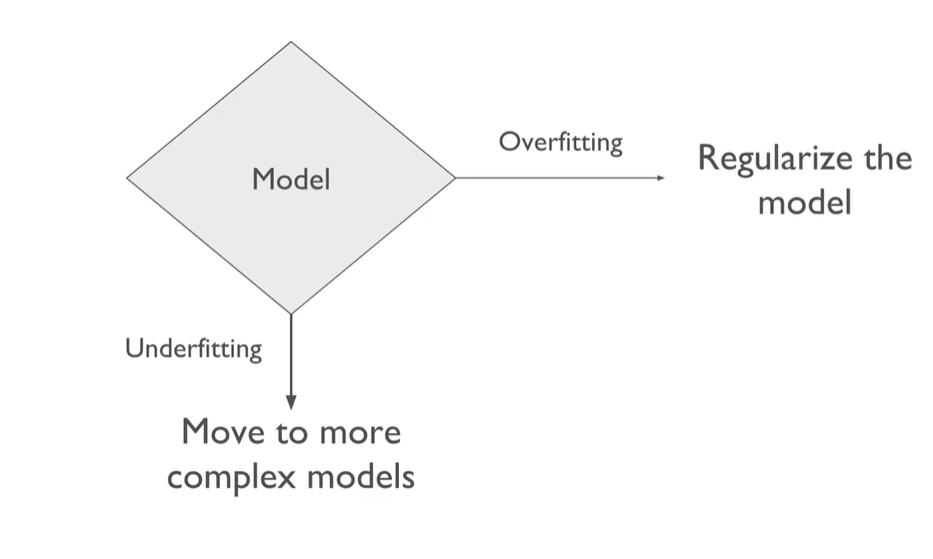 Model
Overfitting
Regularize the
model
Underfitting
Move to more
complex models